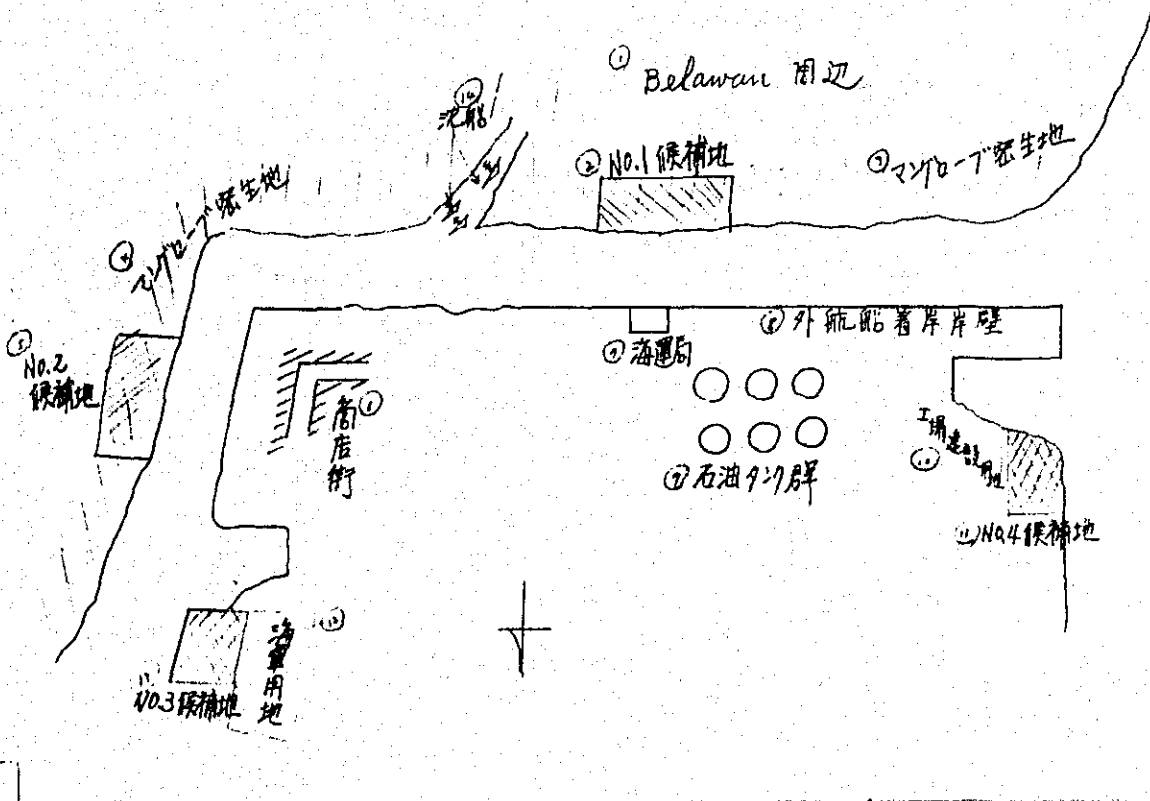 ① Belawan 周辺
⑭ 沈船
② No.1 候補地
③ マングローブ密生地
④ マングローブ密生地
⑤ No.2
候補地
⑥ 商店街
海運局
⑧ 外航船着岸岸壁
石油タンク群
⑩ 工場建設用地
⑪ No.4 候補地
⑫ 海軍用地
No.3 候補地